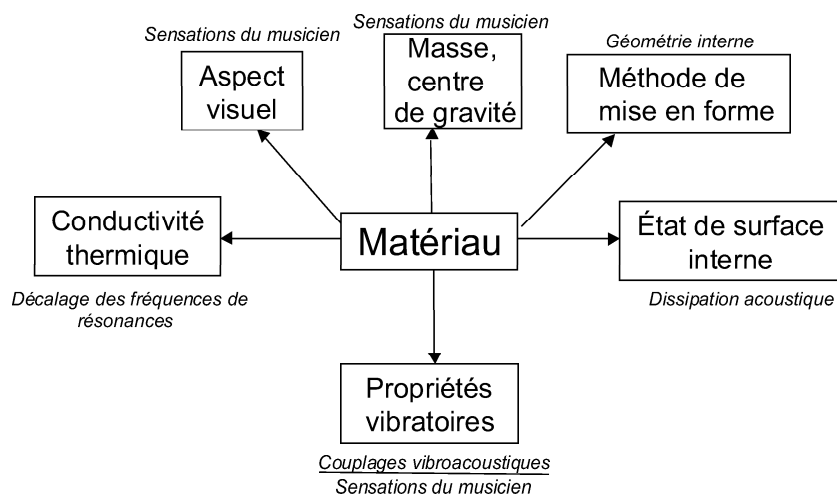 Sensations du musicien
Aspect
visuel
Sensations du musicien
Masse,
centre
de gravité
Géométrie interne
Méthode de
mise en forme
Conductivité
thermique
Décalage des fréquences de
résonances
Matériau
État de surface
interne
Dissipation acoustique
Propriétés
vibratoires
Couplages vibroacoustiques
Sensations du musicien